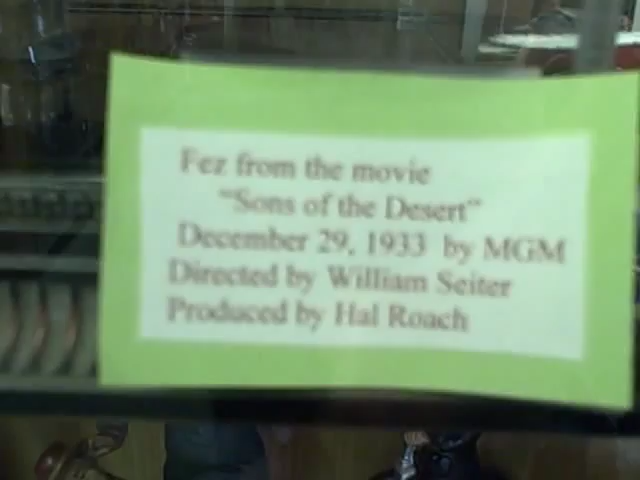 Fez from the movie
"Sons of the Desert"
December 29, 1933 by MGM
Directed by William Seiter
Produced by Hal Roach